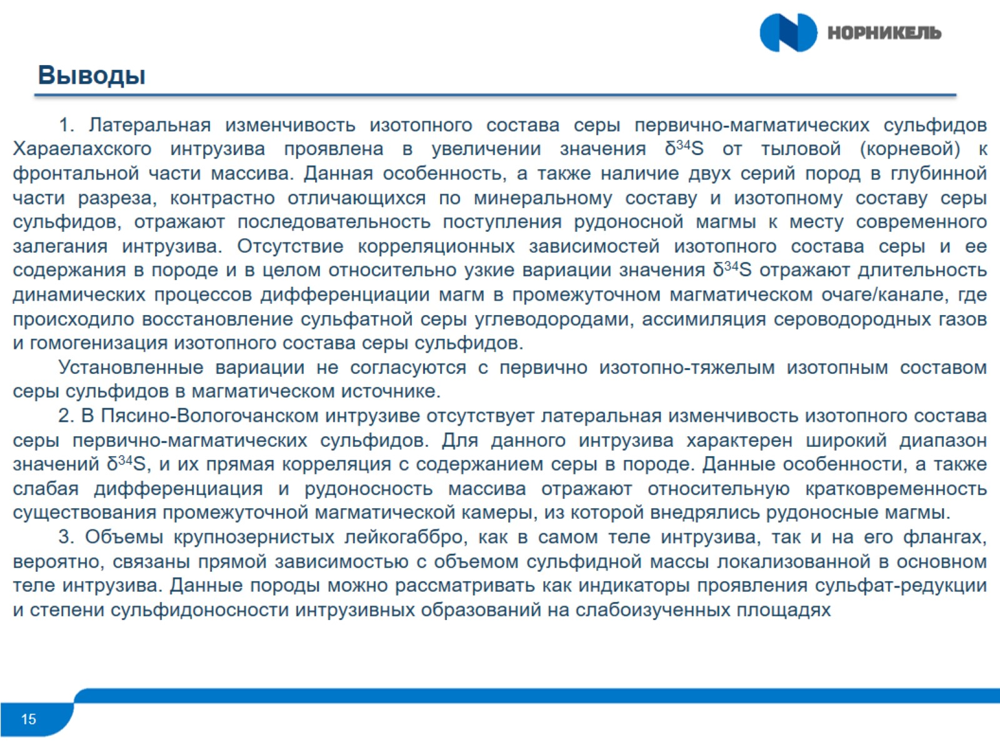 НОРНИКЕЛЬ
Выводы
1. Латеральная изменчивость изотопного состава серы первично-магматических сульфидов
Хараелахского интрузива проявлена в увеличении значения δ³⁴S от тыловой (корневой) к
фронтальной части массива. Данная особенность, а также наличие двух серий пород в глубинной
части разреза, контрастно отличающихся по минеральному составу и изотопному составу серы
сульфидов, отражают последовательность поступления рудоносной магмы к месту современного
залегания интрузива. Отсутствие корреляционных зависимостей изотопного состава серы и ее
содержания в породе и в целом относительно узкие вариации значения δ³⁴S отражают длительность
динамических процессов дифференциации магм в промежуточном магматическом очаге/канале, где
происходило восстановление сульфатной серы углеводородами, ассимиляция сероводородных газов
и гомогенизация изотопного состава серы сульфидов.
Установленные вариации не согласуются с первично изотопно-тяжелым изотопным составом
серы сульфидов в магматическом источнике.
2. В Пясино-Вологочанском интрузиве отсутствует латеральная изменчивость изотопного состава
серы первично-магматических сульфидов. Для данного интрузива характерен широкий диапазон
значений δ³⁴S, и их прямая корреляция с содержанием серы в породе. Данные особенности, а также
слабая дифференциация и рудоносность массива отражают относительную кратковременность
существования промежуточной магматической камеры, из которой внедрялись рудоносные магмы.
3. Объемы крупнозернистых лейкогаббро, как в самом теле интрузива, так и на его флангах,
вероятно, связаны прямой зависимостью с объемом сульфидной массы локализованной в основном
теле интрузива. Данные породы можно рассматривать как индикаторы проявления сульфат-редукции
и степени сульфидоносности интрузивных образований на слабоизученных площадях
15